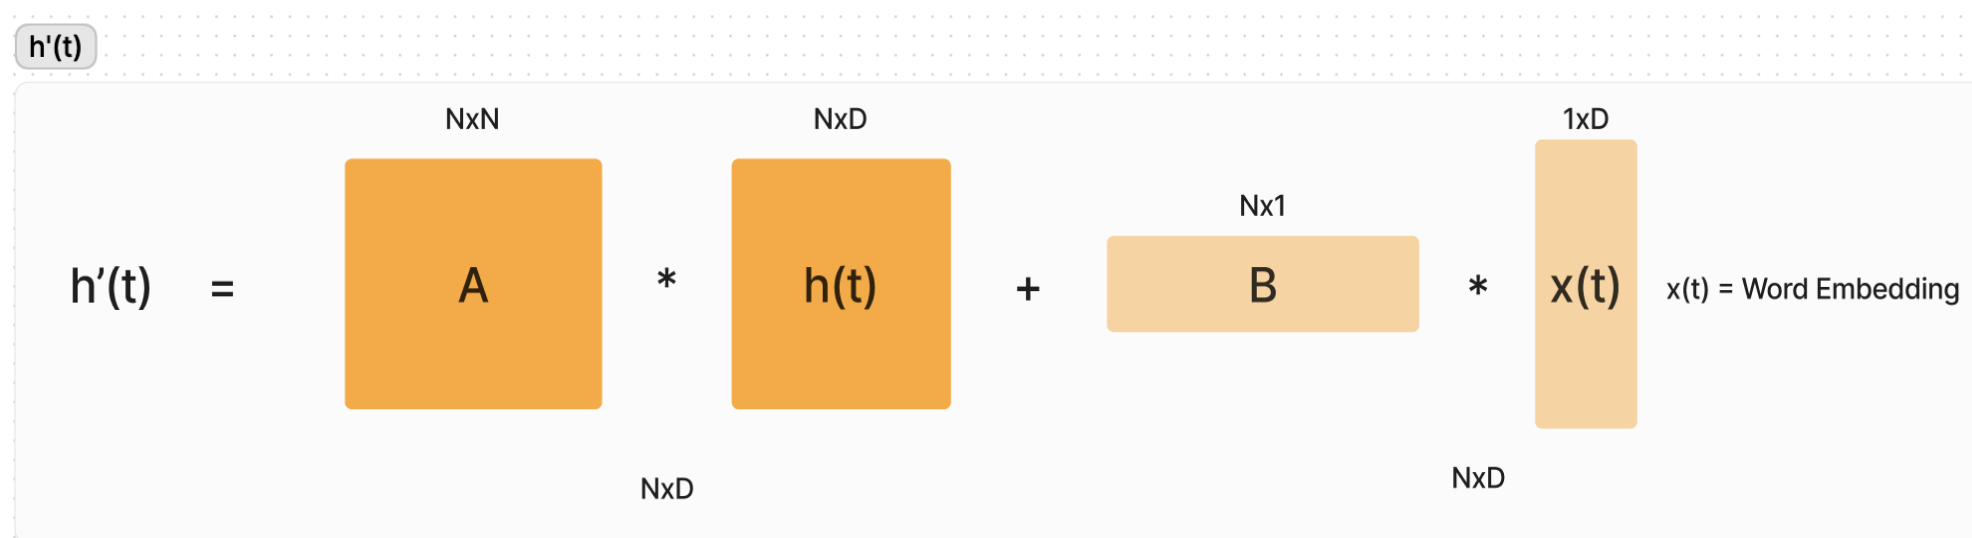 h'(t)
NxN
NxD
Nx1
1xD
h’(t) = A * h(t) + B * x(t) x(t) = Word Embedding
NxD
NxD